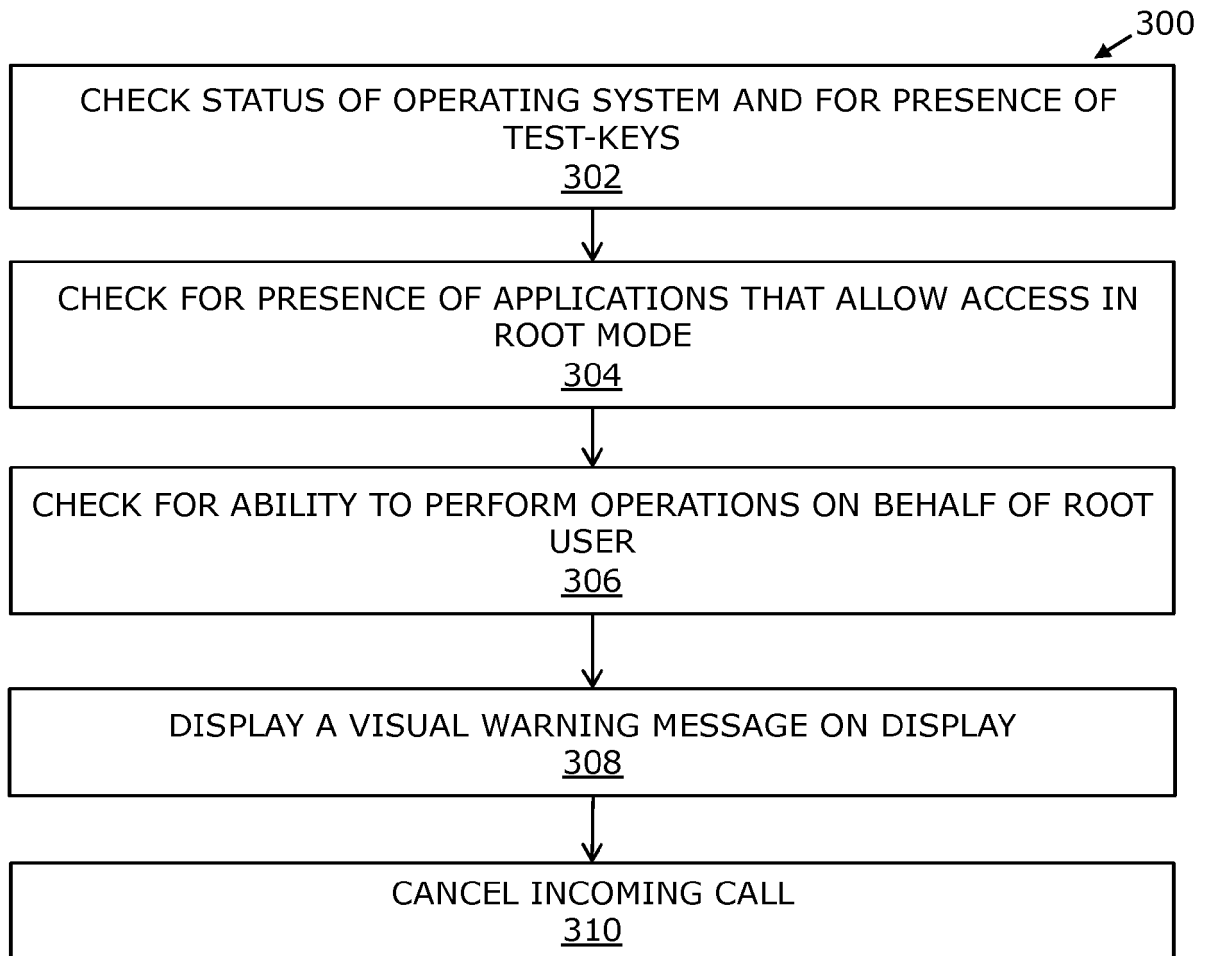 300
CHECK STATUS OF OPERATING SYSTEM AND FOR PRESENCE OF
TEST-KEYS
302
CHECK FOR PRESENCE OF APPLICATIONS THAT ALLOW ACCESS IN
ROOT MODE
304
CHECK FOR ABILITY TO PERFORM OPERATIONS ON BEHALF OF ROOT
USER
306
DISPLAY A VISUAL WARNING MESSAGE ON DISPLAY
308
CANCEL INCOMING CALL
310